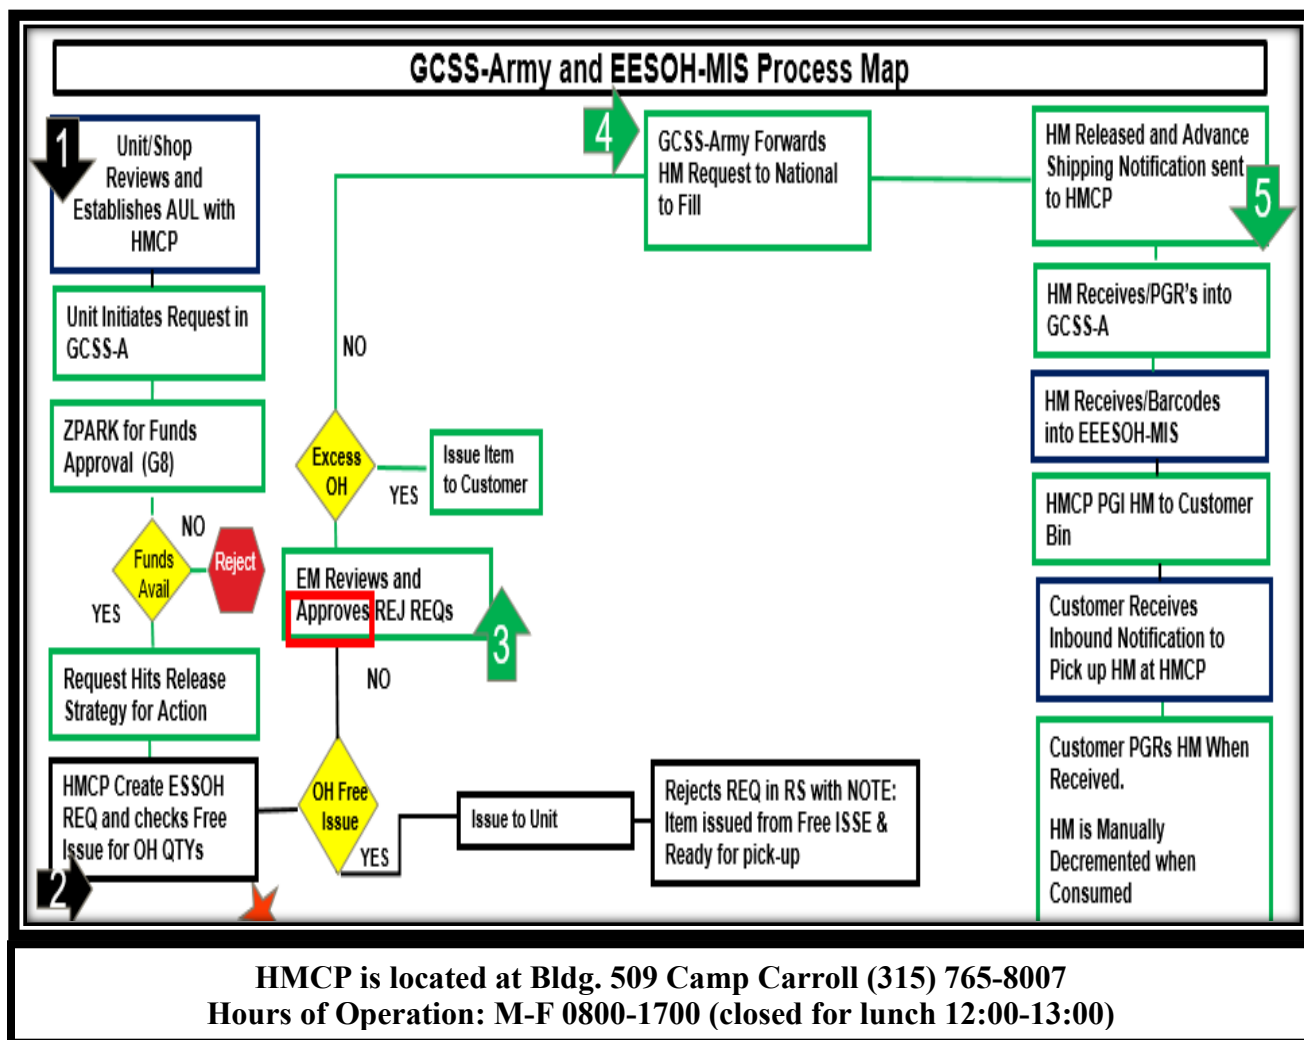 GCSS-Army and EESOH-MIS Process Map
1
Unit/Shop
Reviews and
Establishes AUL with
HMCP
Unit Initiates Request in
GCSS-A
ZPARK for Funds
Approval (G8)
Funds
Avail
NO
Reject
YES
Request Hits Release
Strategy for Action
HMCP Create ESSOH
REQ and checks Free
Issue for OH QTYs
2
OH Free
Issue
YES
Issue to Unit
Rejects REQ in RS with NOTE:
Item issued from Free ISSE &
Ready for pick-up
NO
EM Reviews and
Approves REJ REQs
3
Excess
OH
YES
Issue Item
to Customer
NO
4
GCSS-Army Forwards
HM Request to National
to Fill
HM Released and Advance
Shipping Notification sent
to HMCP
5
HM Receives/PGR's into
GCSS-A
HM Receives/Barcodes
into EEESOH-MIS
HMCP PGI HM to Customer
Bin
Customer Receives
Inbound Notification to
Pick up HM at HMCP
Customer PGRs HM When
Received.
HM is Manually
Decremented when
Consumed
HMCP is located at Bldg. 509 Camp Carroll (315) 765-8007
Hours of Operation: M-F 0800-1700 (closed for lunch 12:00-13:00)